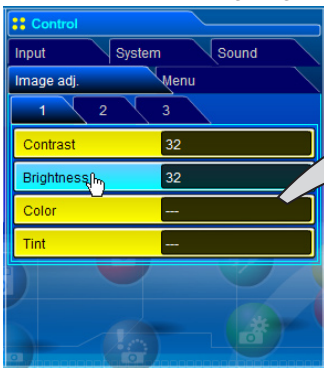 Control
Input System Sound
Image adj. Menu
1 2 3
Contrast 32
Brightness 32
Color ---
Tint ---